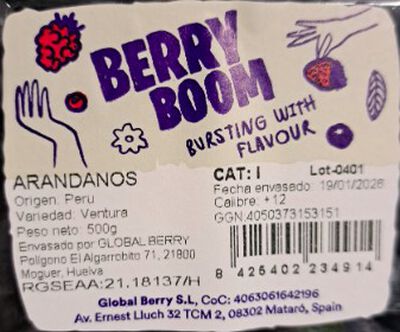 BERRY
BOOM
BURSTING WITH
FLAVOUR
ARANDANOS
Origen: Peru
Variedad: Ventura
Peso neto: 500g
Envasado por GLOBAL BERRY
Poligono El Algarrobito 71, 21800
Moguer, Huelva
RGSEAA:21.18137/H
CAT: I Lot-0401
Fecha envasado: 19/01/2026
Calibre: +12
GGN:4050373153151
8 426402 234914
Global Berry S.L, CoC: 4063061642196
Av. Ernest Lluch 32 TCM 2, 08302 Mataró, Spain